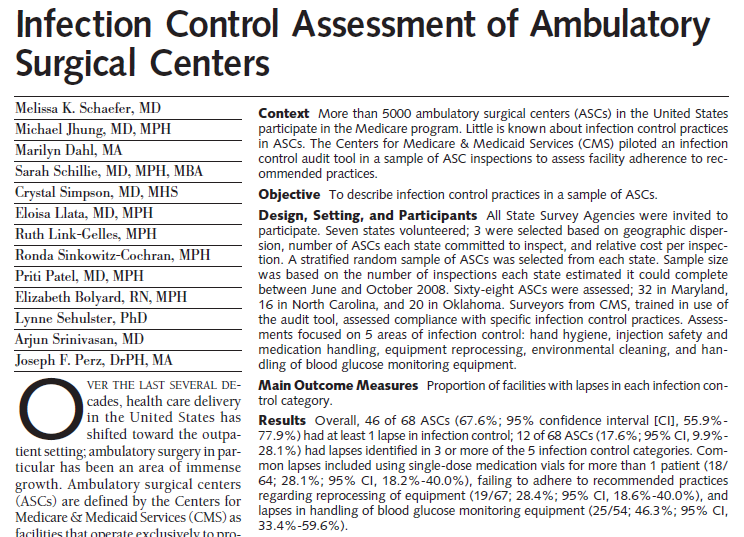 Infection Control Assessment of Ambulatory
Surgical Centers
Melissa K. Schaefer, MD
Michael Jhung, MD, MPH
Marilyn Dahl, MA
Sarah Schillie, MD, MPH, MBA
Crystal Simpson, MD, MHS
Eloisa Llata, MD, MPH
Ruth Link-Gelles, MPH
Ronda Sinkowitz-Cochran, MPH
Priti Patel, MD, MPH
Elizabeth Bolyard, RN, MPH
Lynne Schulster, PhD
Arjun Srinivasan, MD
Joseph F. Perz, DrPH, MA
OVER THE LAST SEVERAL DE-
cades, health care delivery
in the United States has
shifted toward the outpa-
tient setting; ambulatory surgery in par-
ticular has been an area of immense
growth. Ambulatory surgical centers
(ASCs) are defined by the Centers for
Medicare & Medicaid Services (CMS) as
facilities that operate exclusively to pro-
Context More than 5000 ambulatory surgical centers (ASCs) in the United States
participate in the Medicare program. Little is known about infection control practices
in ASCs. The Centers for Medicare & Medicaid Services (CMS) piloted an infection
control audit tool in a sample of ASC inspections to assess facility adherence to rec-
ommended practices.
Objective To describe infection control practices in a sample of ASCs.
Design, Setting, and Participants All State Survey Agencies were invited to
participate. Seven states volunteered; 3 were selected based on geographic disper-
sion, number of ASCs each state committed to inspect, and relative cost per inspec-
tion. A stratified random sample of ASCs was selected from each state. Sample size
was based on the number of inspections each state estimated it could complete
between June and October 2008. Sixty-eight ASCs were assessed; 32 in Maryland,
16 in North Carolina, and 20 in Oklahoma. Surveyors from CMS, trained in use of
the audit tool, assessed compliance with specific infection control practices. Assess-
ments focused on 5 areas of infection control: hand hygiene, injection safety and
medication handling, equipment reprocessing, environmental cleaning, and han-
dling of blood glucose monitoring equipment.
Main Outcome Measures Proportion of facilities with lapses in each infection con-
trol category.
Results Overall, 46 of 68 ASCs (67.6%; 95% confidence interval [CI], 55.9%-
77.9%) had at least 1 lapse in infection control; 12 of 68 ASCs (17.6%; 95% CI, 9.9%-
28.1%) had lapses identified in 3 or more of the 5 infection control categories. Com-
mon lapses included using single-dose medication vials for more than 1 patient (18/
64; 28.1%; 95% CI, 18.2%-40.0%), failing to adhere to recommended practices
regarding reprocessing of equipment (19/67; 28.4%; 95% CI, 18.6%-40.0%), and
lapses in handling of blood glucose monitoring equipment (25/54; 46.3%; 95% CI,
33.4%-59.6%).